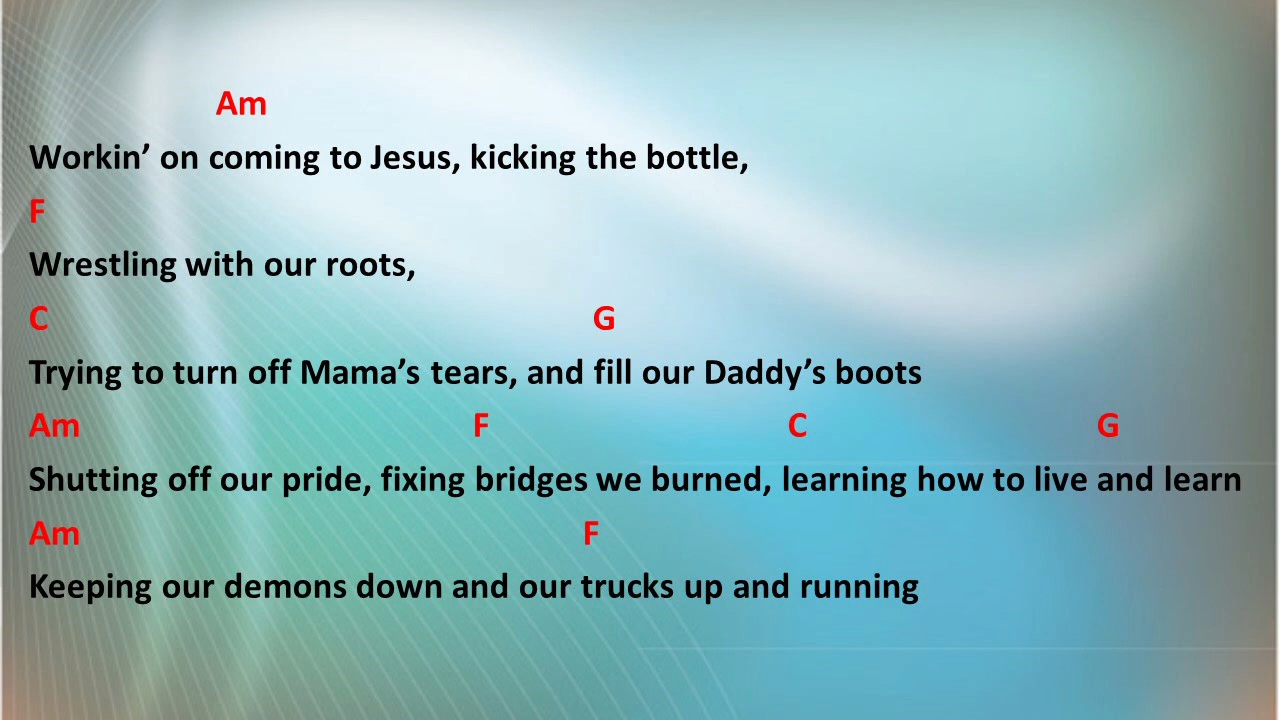 Am
Workin’ on coming to Jesus, kicking the bottle,
F
Wrestling with our roots,
C G
Trying to turn off Mama’s tears, and fill our Daddy’s boots
Am F C G
Shutting off our pride, fixing bridges we burned, learning how to live and learn
Am F
Keeping our demons down and our trucks up and running